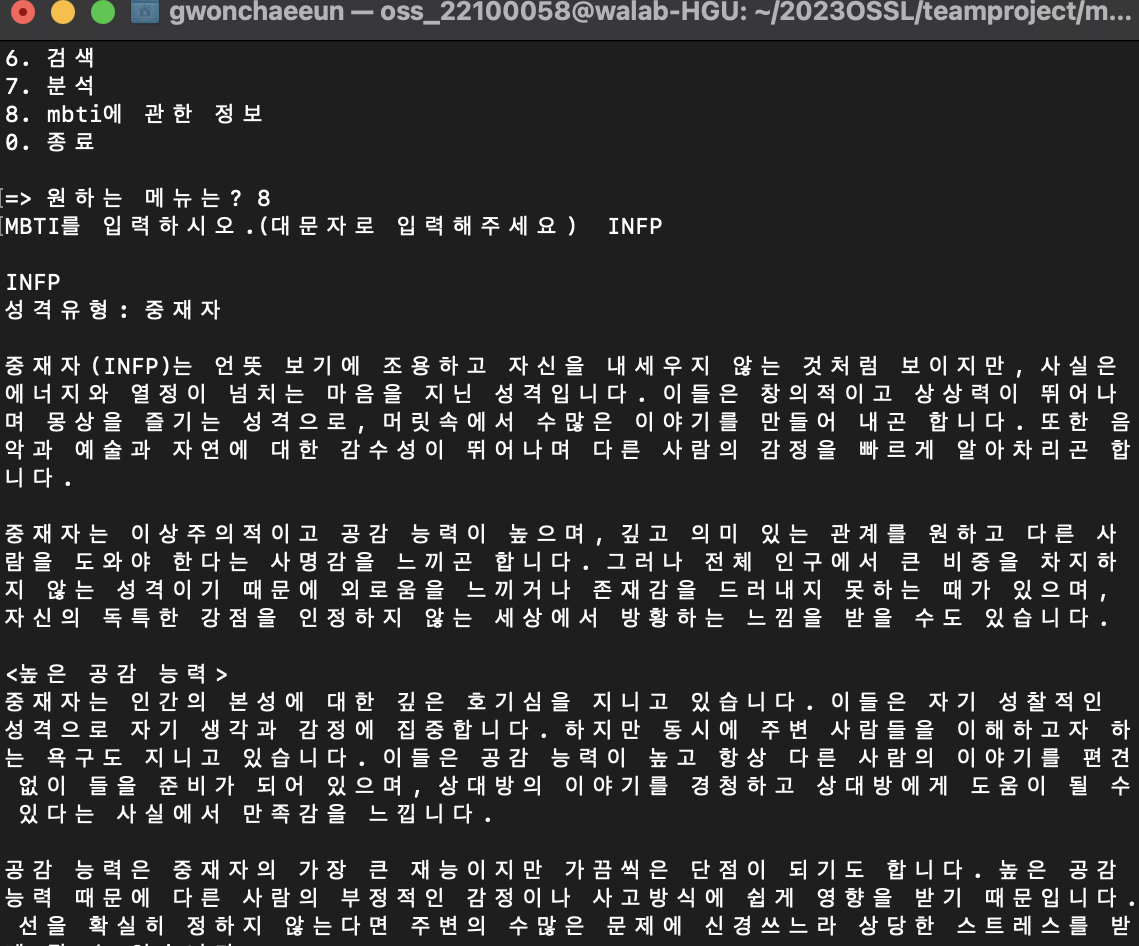 gwonchaeeun — oss_22100058@walab-HGU: ~/2023OSSL/teamproject/m...
6. 검색
7. 분석
8. mbti에 관한 정보
0. 종료
[=> 원하는 메뉴는? 8
[MBTI를 입력하시오.(대문자로 입력해주세요) INFP
INFP
성격유형: 중재자
중재자(INFP)는 언뜻 보기에 조용하고 자신을 내세우지 않는 것처럼 보이지만, 사실은
에너지와 열정이 넘치는 마음을 지닌 성격입니다. 이들은 창의적이고 상상력이 뛰어나
며 몽상을 즐기는 성격으로, 머릿속에서 수많은 이야기를 만들어 내곤 합니다. 또한 음
악과 예술과 자연에 대한 감수성이 뛰어나며 다른 사람의 감정을 빠르게 알아차리곤 합
니다.
중재자는 이상주의적이고 공감 능력이 높으며, 깊고 의미 있는 관계를 원하고 다른 사
람을 도와야 한다는 사명감을 느끼곤 합니다. 그러나 전체 인구에서 큰 비중을 차지하
지 않는 성격이기 때문에 외로움을 느끼거나 존재감을 드러내지 못하는 때가 있으며,
자신의 독특한 강점을 인정하지 않는 세상에서 방황하는 느낌을 받을 수도 있습니다.
<높은 공감 능력>
중재자는 인간의 본성에 대한 깊은 호기심을 지니고 있습니다. 이들은 자기 성찰적인
성격으로 자기 생각과 감정에 집중합니다. 하지만 동시에 주변 사람들을 이해하고자 하
는 욕구도 지니고 있습니다. 이들은 공감 능력이 높고 항상 다른 사람의 이야기를 편견
없이 들을 준비가 되어 있으며, 상대방의 이야기를 경청하고 상대방에게 도움이 될 수
있다는 사실에서 만족감을 느낍니다.
공감 능력은 중재자의 가장 큰 재능이지만 가끔씩은 단점이 되기도 합니다. 높은 공감
능력 때문에 다른 사람의 부정적인 감정이나 사고방식에 쉽게 영향을 받기 때문입니다.
선을 확실히 정하지 않는다면 주변의 수많은 문제에 신경쓰느라 상당한 스트레스를 받